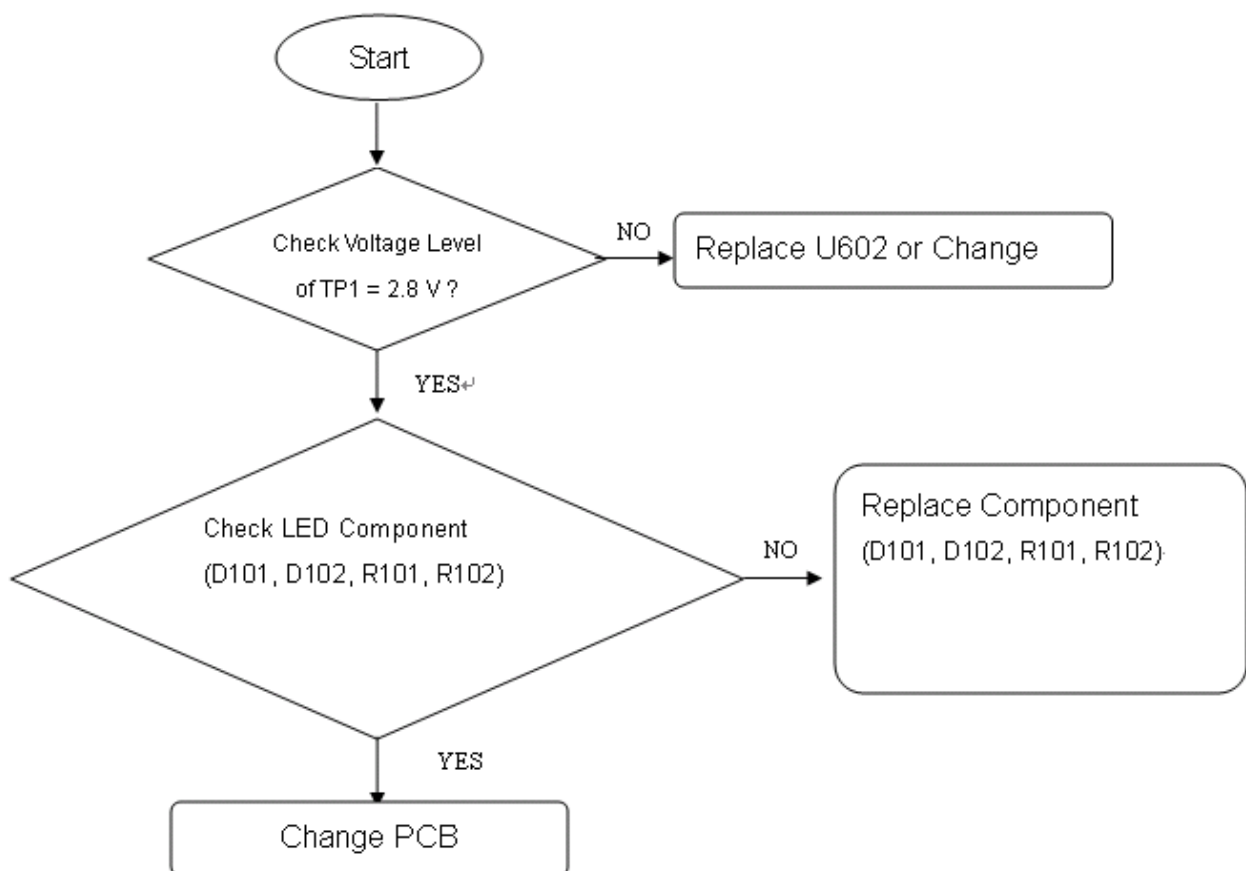 Start
Check Voltage Level
of TP1 = 2.8 V ?
NO
Replace U602 or Change
YES↵
Check LED Component
(D101, D102, R101, R102)
NO
Replace Component
(D101, D102, R101, R102)
YES
Change PCB